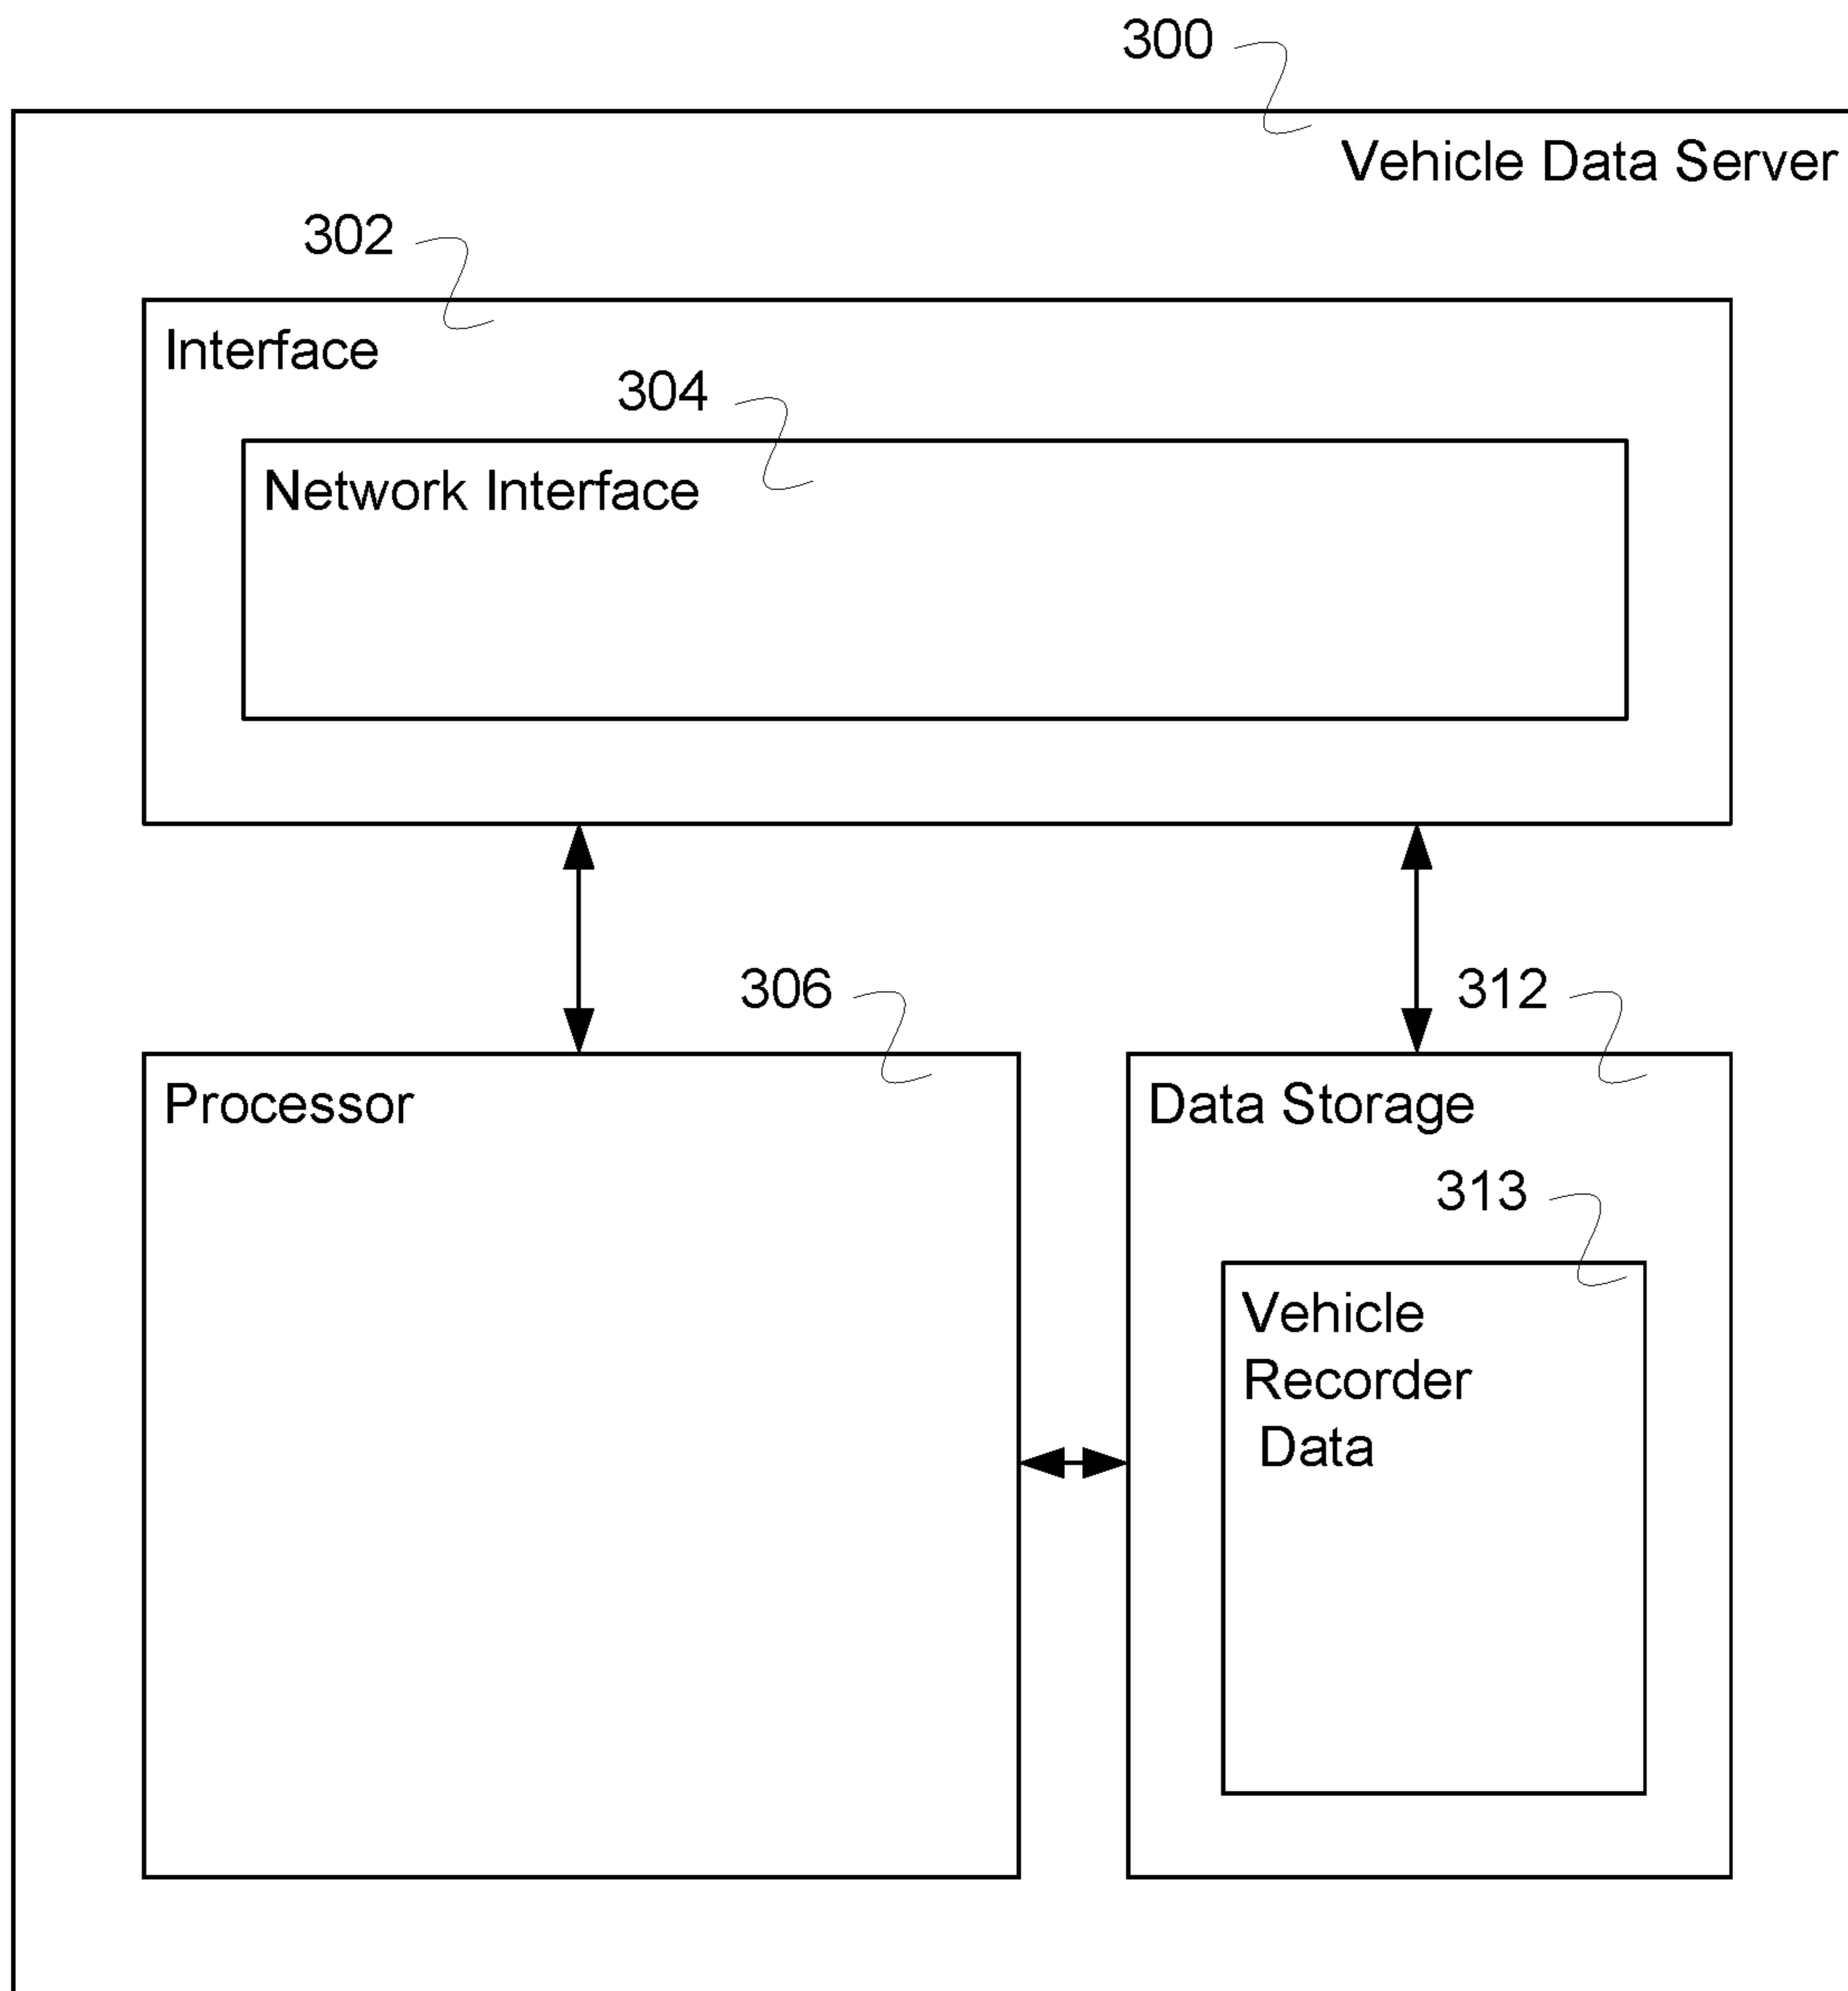 300
Vehicle Data Server
302
Interface
304
Network Interface
306
312
Processor
Data Storage
313
Vehicle
Recorder
Data